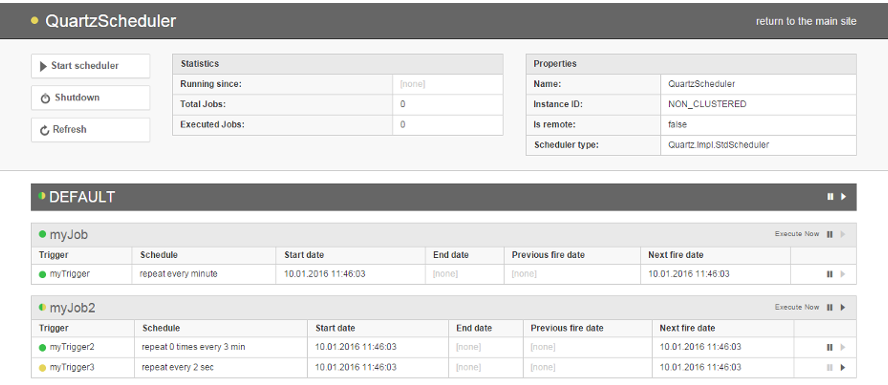 QuartzScheduler return to the main site
Start scheduler
Shutdown
Refresh
Statistics
Running since: [none]
Total Jobs: 0
Executed Jobs: 0
Properties
Name: QuartzScheduler
Instance ID: NON_CLUSTERED
Is remote: false
Scheduler type: Quartz.Impl.StdScheduler
DEFAULT
myJob Execute Now
Trigger Schedule Start date End date Previous fire date Next fire date
myTrigger repeat every minute 10.01.2016 11:46:03 [none] [none] 10.01.2016 11:46:03
myJob2 Execute Now
Trigger Schedule Start date End date Previous fire date Next fire date
myTrigger2 repeat 0 times every 3 min 10.01.2016 11:46:03 [none] [none] 10.01.2016 11:46:03
myTrigger3 repeat every 2 sec 10.01.2016 11:46:03 [none] [none] 10.01.2016 11:46:03